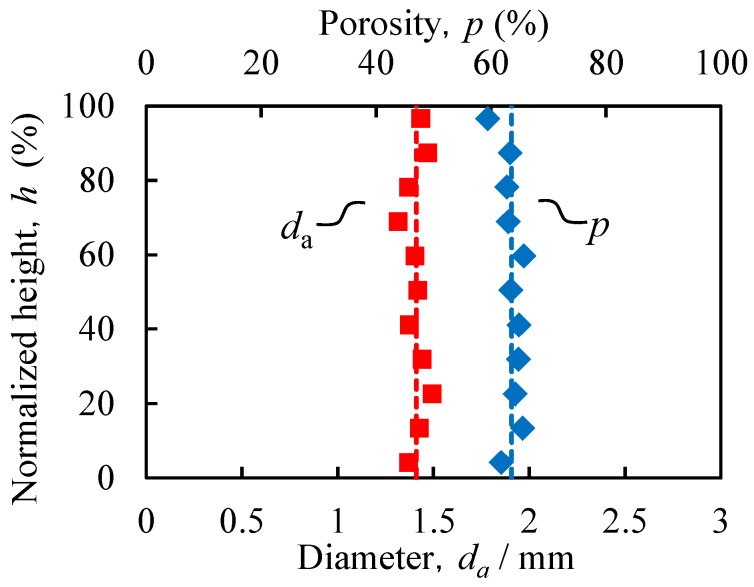 Porosity, p (%)
0 20 40 60 80 100
Normalized height, h (%)
100
80
60
40
20
0
dₐ
p
0 0.5 1 1.5 2 2.5 3
Diameter, dₐ / mm